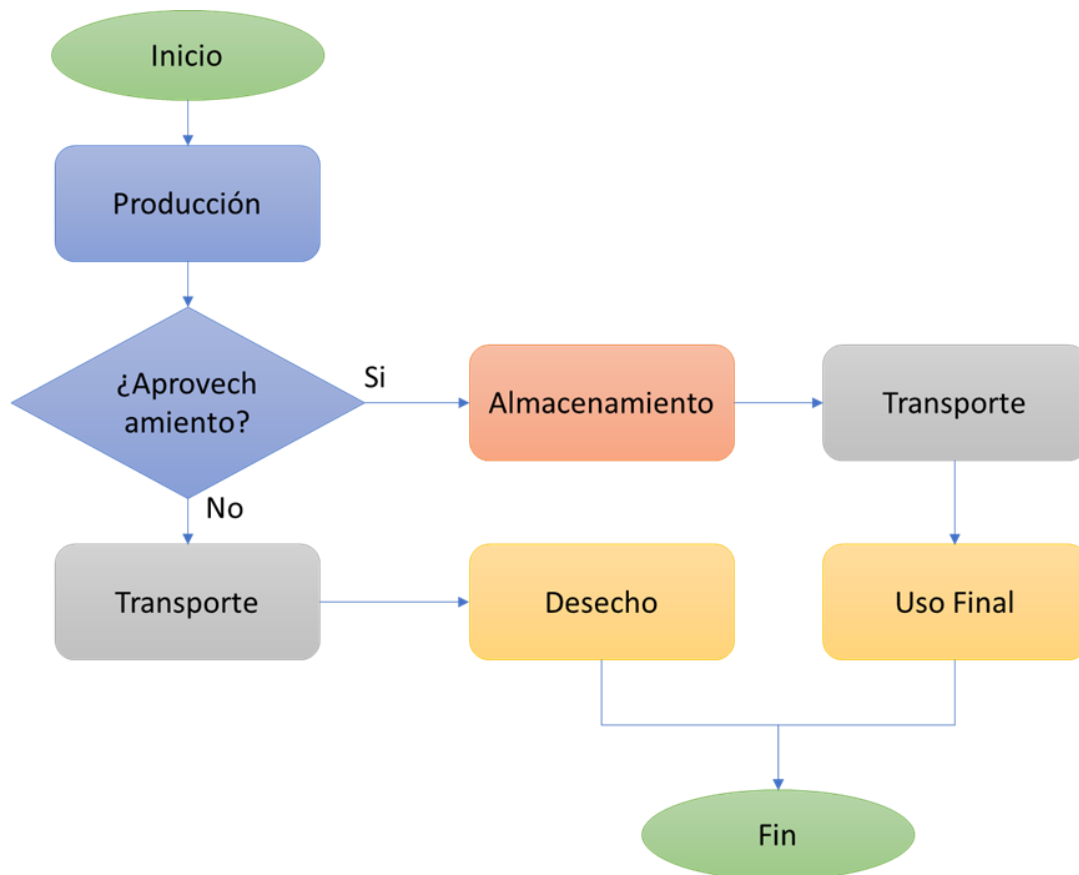 Inicio
Producción
¿Aprovech
amiento?
Si
Almacenamiento
Transporte
No
Transporte
Desecho
Uso Final
Fin